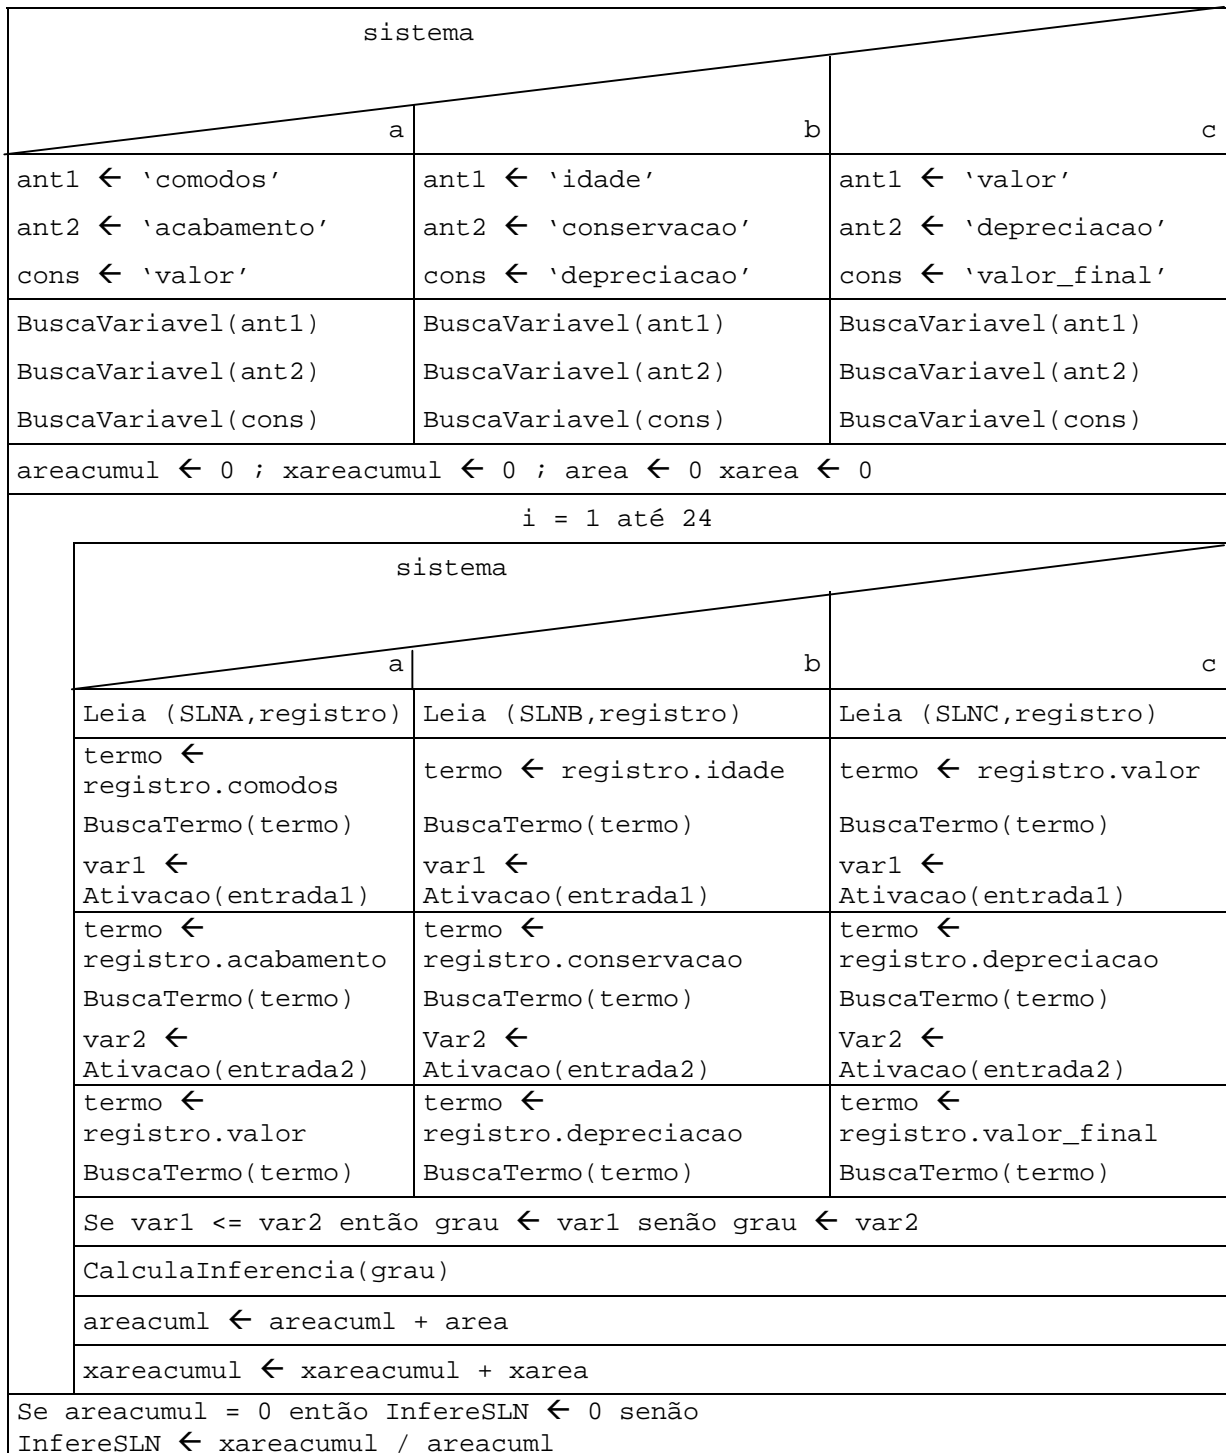 sistema
a b c
ant1 ← ‘comodos’ ant1 ← ‘idade’ ant1 ← ‘valor’
ant2 ← ‘acabamento’ ant2 ← ‘conservacao’ ant2 ← ‘depreciacao’
cons ← ‘valor’ cons ← ‘depreciacao’ cons ← ‘valor_final’
BuscaVariavel(ant1) BuscaVariavel(ant1) BuscaVariavel(ant1)
BuscaVariavel(ant2) BuscaVariavel(ant2) BuscaVariavel(ant2)
BuscaVariavel(cons) BuscaVariavel(cons) BuscaVariavel(cons)
areacumul ← 0 ; xareacumul ← 0 ; area ← 0 xarea ← 0
i = 1 até 24
sistema
a b c
Leia (SLNA,registro) Leia (SLNB,registro) Leia (SLNC,registro)
termo ←
registro.comodos
BuscaTermo(termo)
var1 ←
Ativacao(entrada1)
termo ← registro.idade
BuscaTermo(termo)
var1 ←
Ativacao(entrada1)
termo ← registro.valor
BuscaTermo(termo)
var1 ←
Ativacao(entrada1)
termo ←
registro.acabamento
BuscaTermo(termo)
var2 ←
Ativacao(entrada2)
termo ←
registro.conservacao
BuscaTermo(termo)
Var2 ←
Ativacao(entrada2)
termo ←
registro.depreciacao
BuscaTermo(termo)
Var2 ←
Ativacao(entrada2)
termo ←
registro.valor
BuscaTermo(termo)
termo ←
registro.depreciacao
BuscaTermo(termo)
termo ←
registro.valor_final
BuscaTermo(termo)
Se var1 <= var2 então grau ← var1 senão grau ← var2
CalculaInferencia(grau)
areacuml ← areacuml + area
xareacumul ← xareacumul + xarea
Se areacumul = 0 então InfereSLN ← 0 senão
InfereSLN ← xareacumul / areacuml